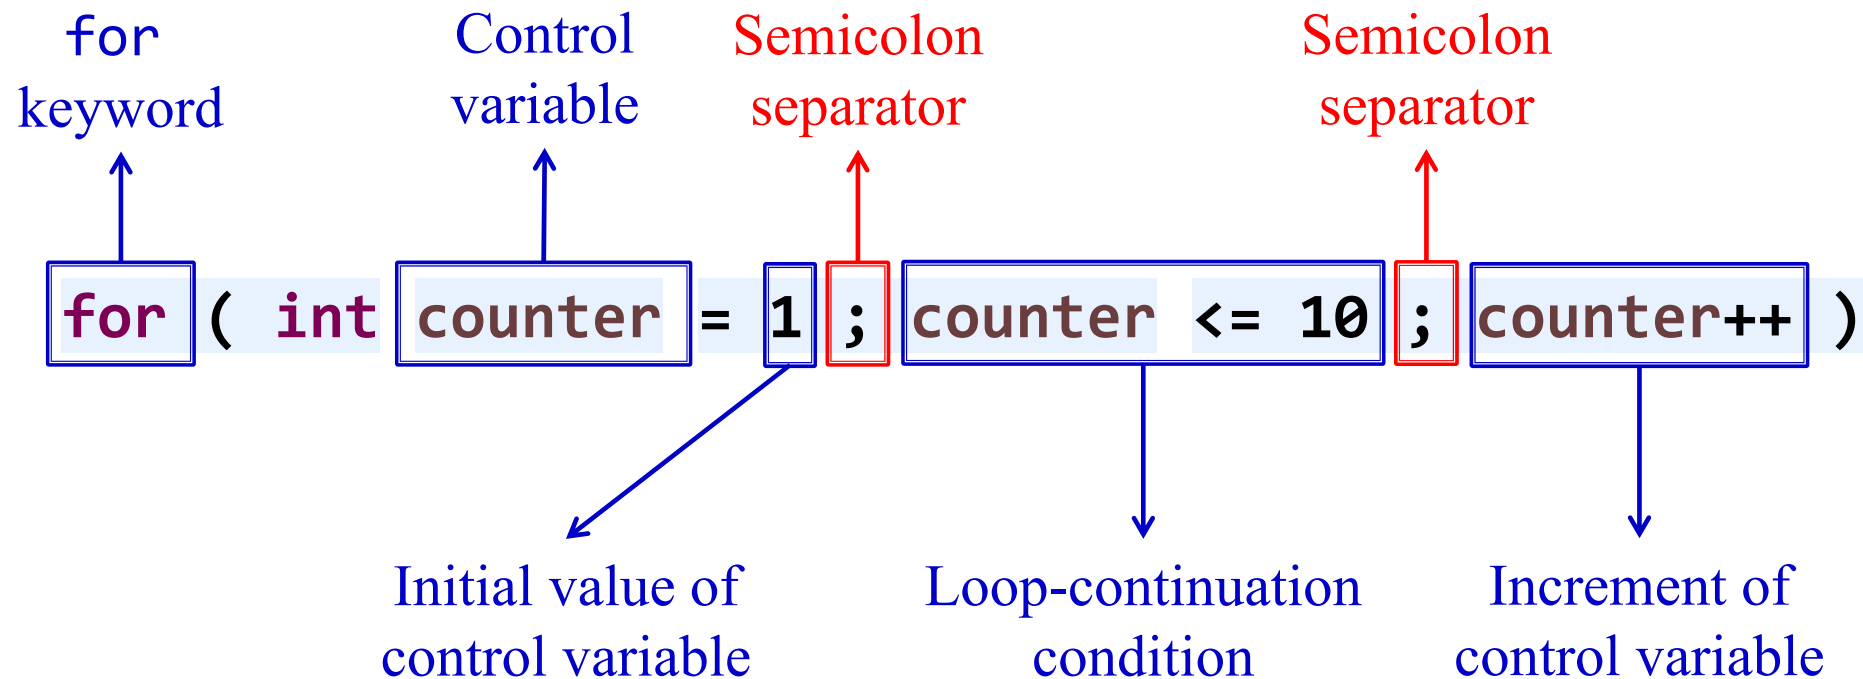 for
keyword
Control
variable
Semicolon
separator
Semicolon
separator
for ( int counter = 1 ; counter <= 10 ; counter++ )
Initial value of
control variable
Loop-continuation
condition
Increment of
control variable